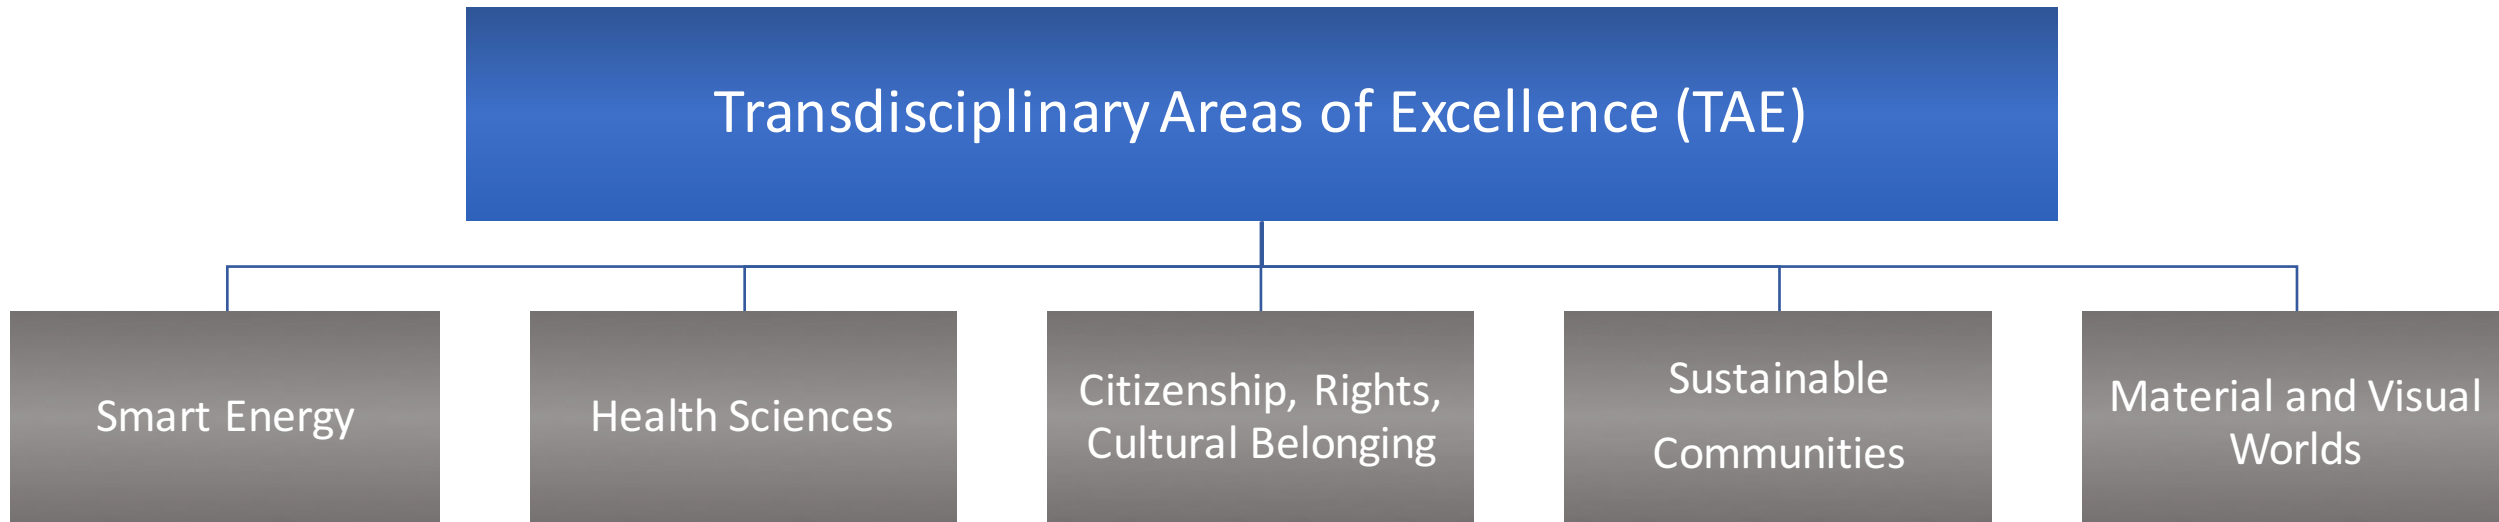 Transdisciplinary Areas of Excellence (TAE)
Smart Energy
Health Sciences
Citizenship, Rights,
Cultural Belonging
Sustainable
Communities
Material and Visual
Worlds